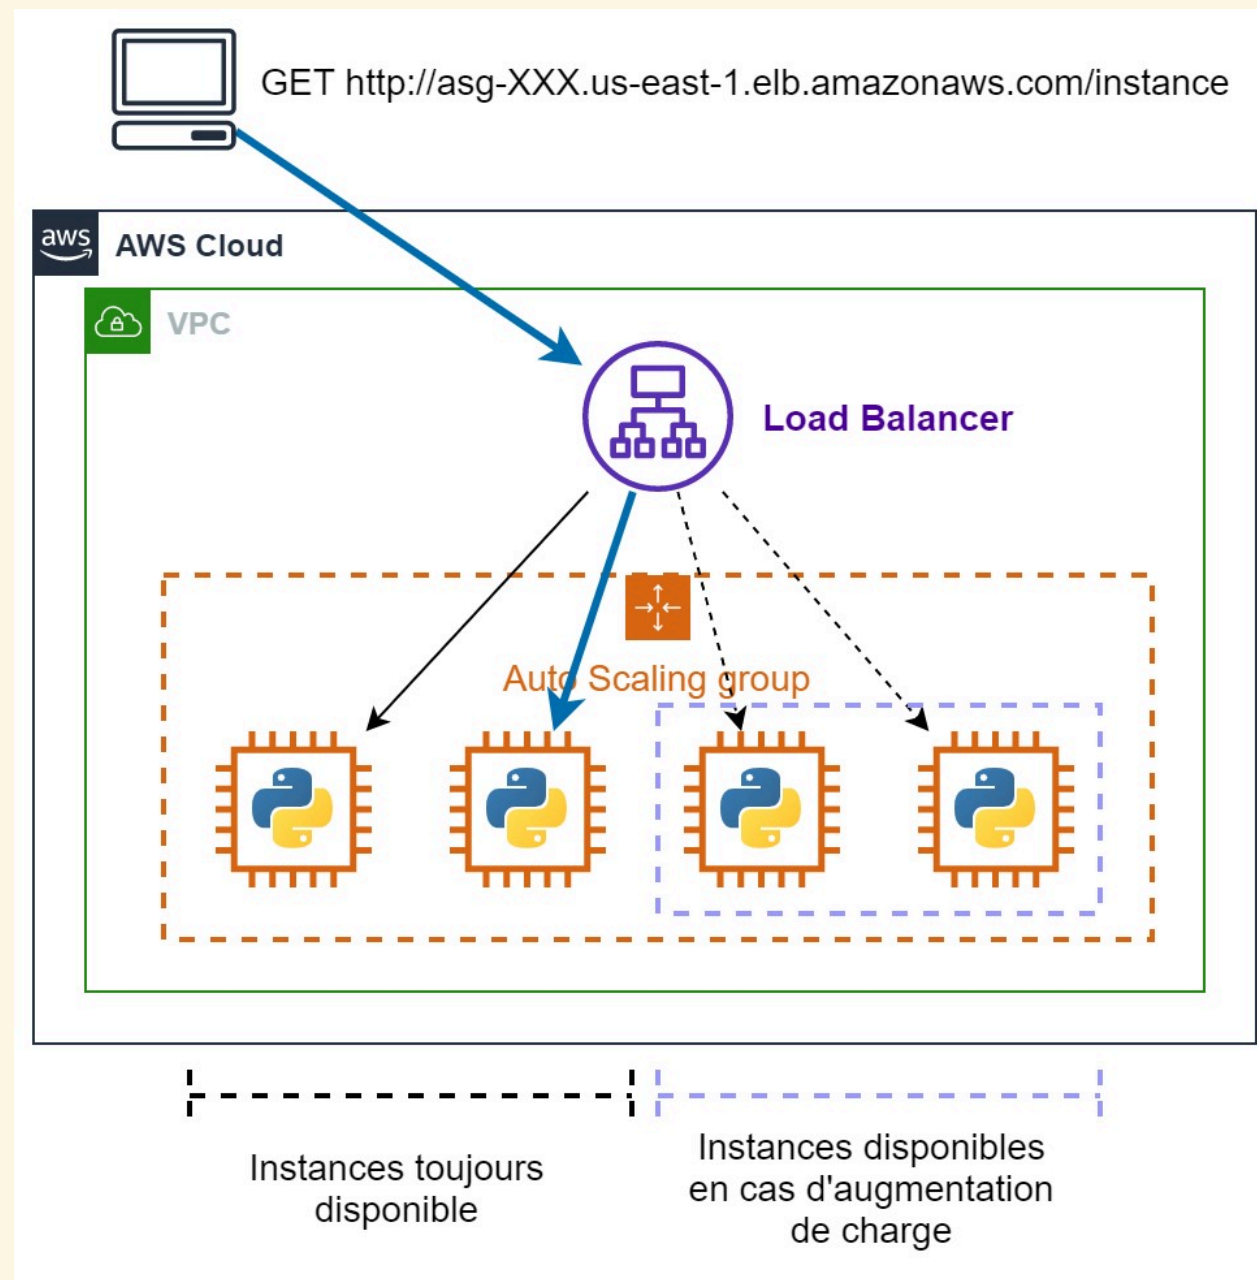 GET http://asg-XXX.us-east-1.elb.amazonaws.com/instance
aws
AWS Cloud
VPC
Load Balancer
Auto Scaling group
Instances toujours
disponible
Instances disponibles
en cas d'augmentation
de charge